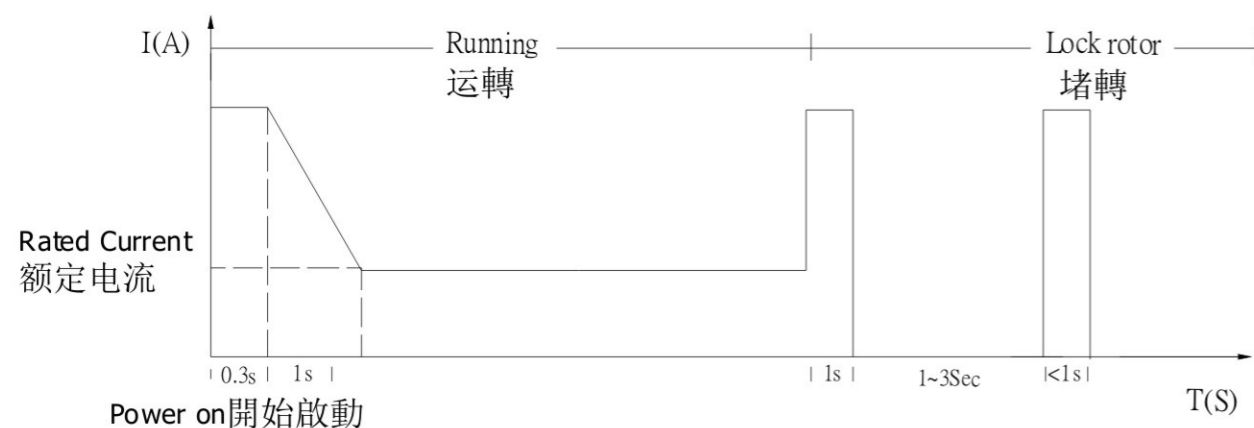 I(A)
Running
运轉
Lock rotor
堵轉
Rated Current
额定电流
0.3s
1s
1s
1~3Sec
<1s
T(S)
Power on開始啟動